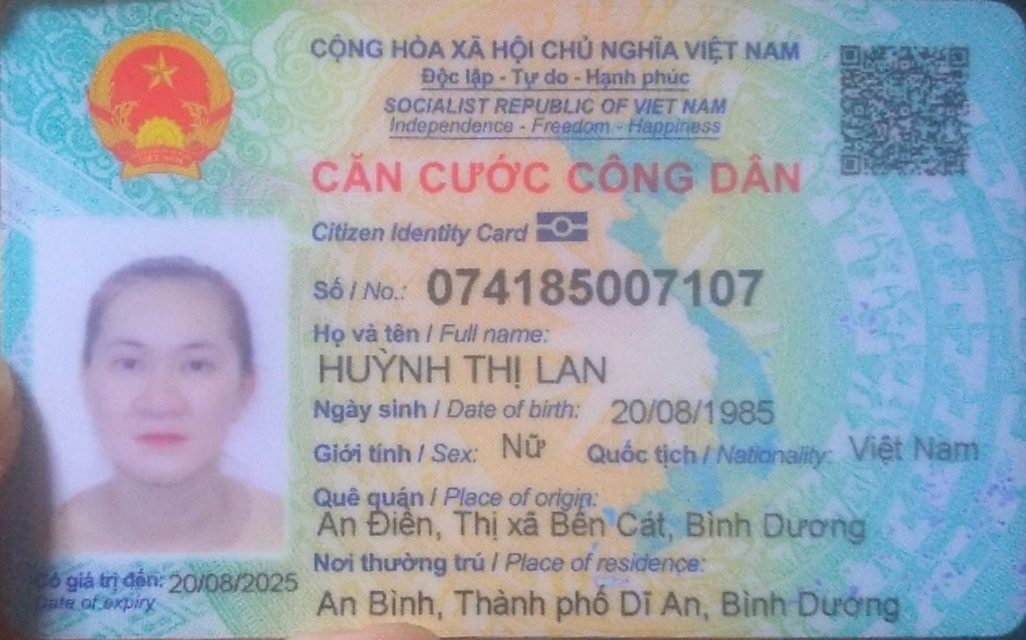 CỘNG HÒA XÃ HỘI CHỦ NGHĨA VIỆT NAM
Độc lập - Tự do - Hạnh phúc
SOCIALIST REPUBLIC OF VIET NAM
Independence - Freedom - Happiness
CĂN CƯỚC CÔNG DÂN
Citizen Identity Card
Số / No.: 074185007107
Họ và tên / Full name:
HUỲNH THỊ LAN
Ngày sinh / Date of birth: 20/08/1985
Giới tính / Sex: Nữ Quốc tịch / Nationality: Việt Nam
Quê quán / Place of origin:
An Điền, Thị xã Bến Cát, Bình Dương
Nơi thường trú / Place of residence:
An Bình, Thành phố Dĩ An, Bình Dương
Có giá trị đến: 20/08/2025
Date of expiry
VIỆT NAM